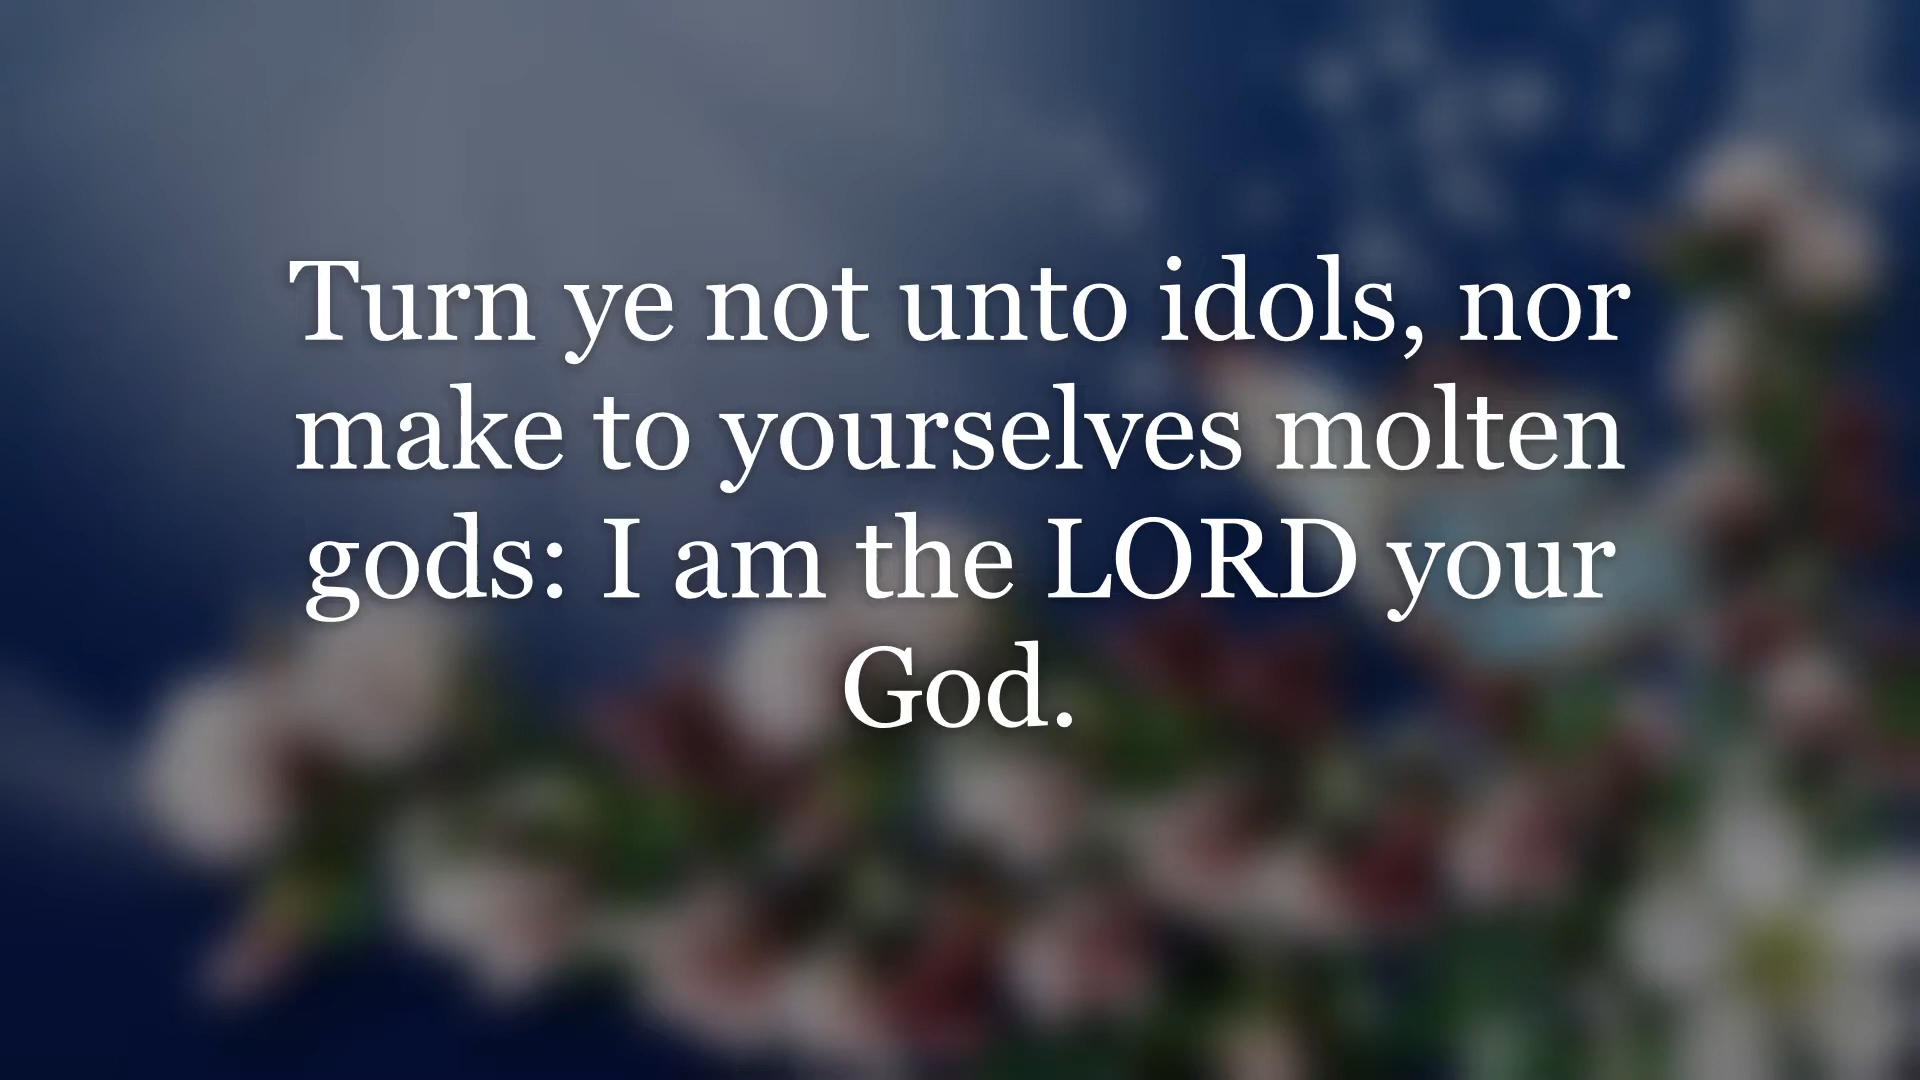 Turn ye not unto idols, nor
make to yourselves molten
gods: I am the LORD your
God.